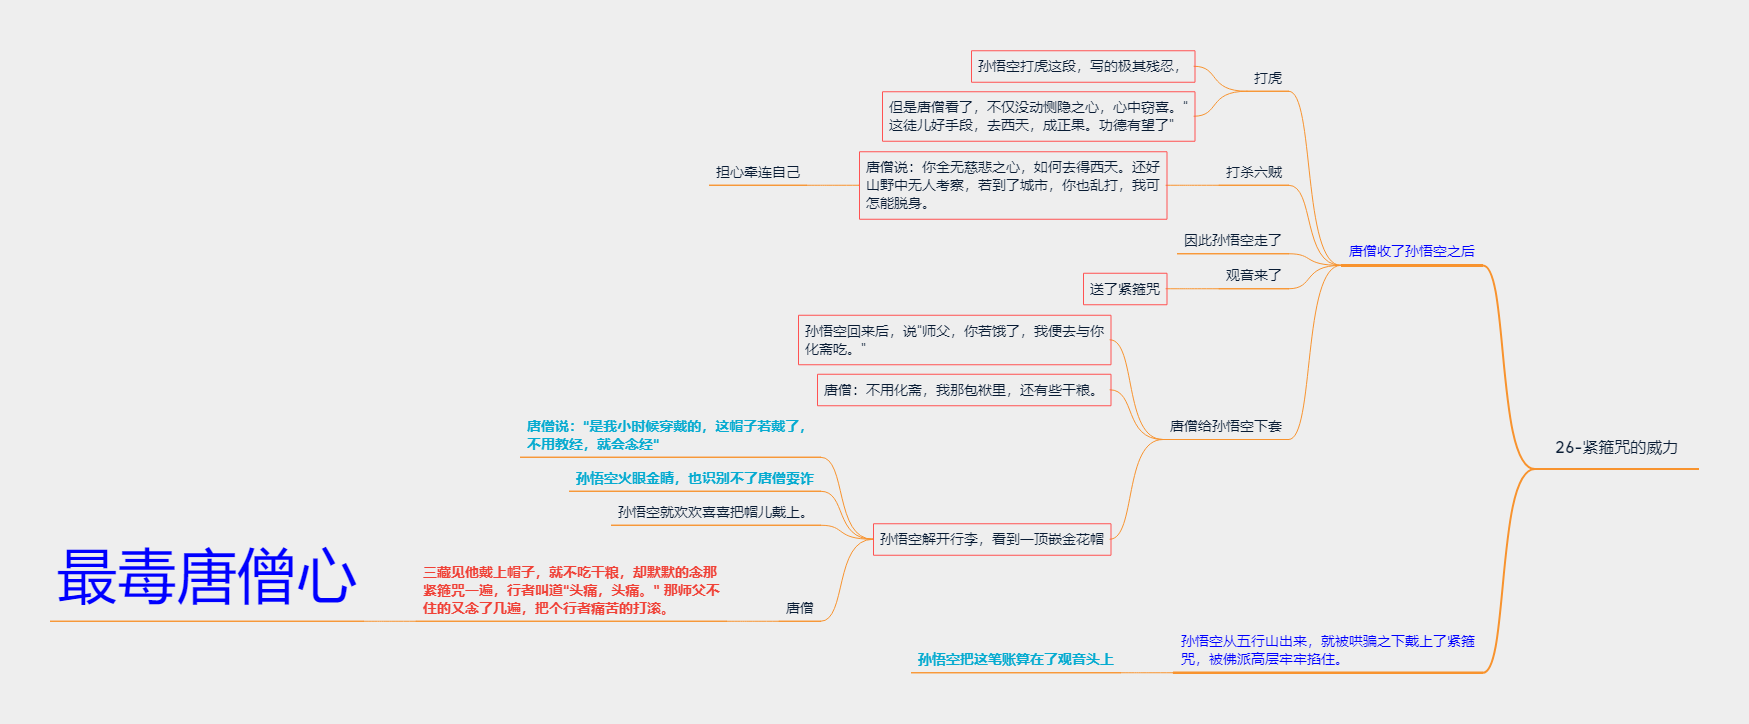 26-紧箍咒的威力
唐僧收了孙悟空之后
打虎
孙悟空打虎这段，写的极其残忍，
但是唐僧看了，不仅没动恻隐之心，心中窃喜。"
这徒儿好手段，去西天，成正果。功德有望了"
打杀六贼
唐僧说：你全无慈悲之心，如何去得西天。还好
山野中无人考察，若到了城市，你也乱打，我可
怎能脱身。
担心牵连自己
因此孙悟空走了
观音来了
送了紧箍咒
唐僧给孙悟空下套
孙悟空回来后，说"师父，你若饿了，我便去与你
化斋吃。"
唐僧：不用化斋，我那包袱里，还有些干粮。
孙悟空解开行李，看到一顶嵌金花帽
唐僧说："是我小时候穿戴的，这帽子若戴了，
不用教经，就会念经"
孙悟空火眼金睛，也识别不了唐僧耍诈
孙悟空就欢欢喜喜把帽儿戴上。
唐僧
三藏见他戴上帽子，就不吃干粮，却默默的念那
紧箍咒一遍，行者叫道"头痛，头痛。" 那师父不
住的又念了几遍，把个行者痛苦的打滚。
最毒唐僧心
孙悟空从五行山出来，就被哄骗之下戴上了紧箍
咒，被佛派高层牢牢掐住。
孙悟空把这笔账算在了观音头上